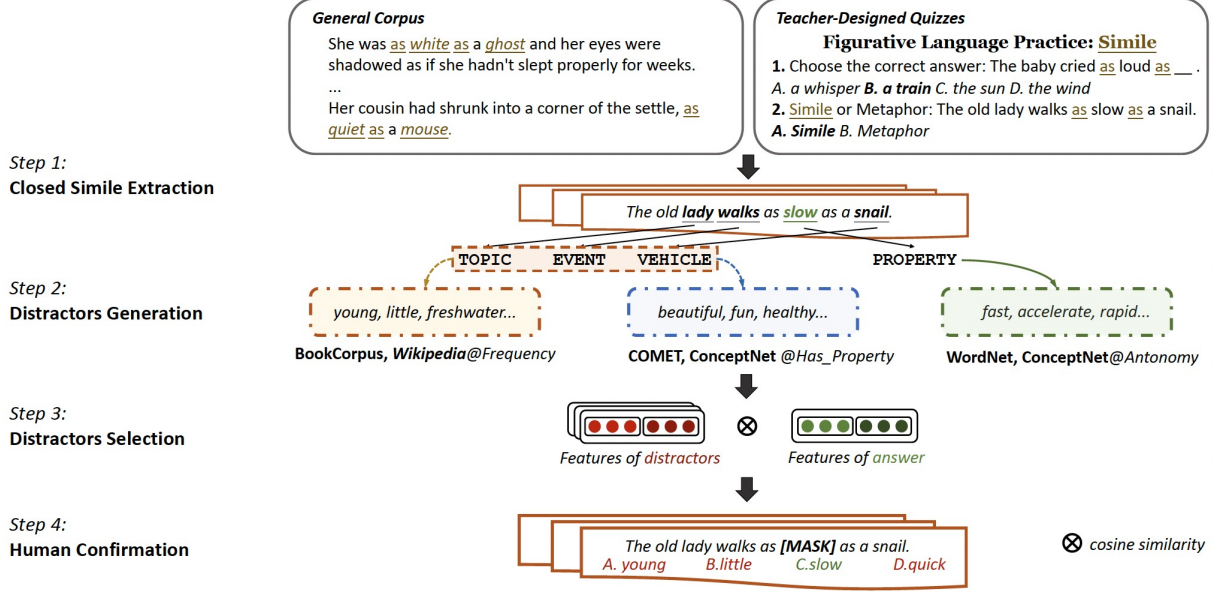 General Corpus
She was as white as a ghost and her eyes were
shadowed as if she hadn't slept properly for weeks.
...
Her cousin had shrunk into a corner of the settle, as
quiet as a mouse.
Teacher-Designed Quizzes
Figurative Language Practice: Simile
1. Choose the correct answer: The baby cried as loud as __ .
A. a whisper B. a train C. the sun D. the wind
2. Simile or Metaphor: The old lady walks as slow as a snail.
A. Simile B. Metaphor
Step 1:
Closed Simile Extraction
The old lady walks as slow as a snail.
TOPIC EVENT VEHICLE PROPERTY
Step 2:
Distractors Generation
young, little, freshwater...
beautiful, fun, healthy...
fast, accelerate, rapid...
BookCorpus, Wikipedia@Frequency
COMET, ConceptNet @Has_Property
WordNet, ConceptNet@Antonomy
Step 3:
Distractors Selection
Features of distractors
Features of answer
Step 4:
Human Confirmation
The old lady walks as [MASK] as a snail.
A. young B.little C.slow D.quick
cosine similarity